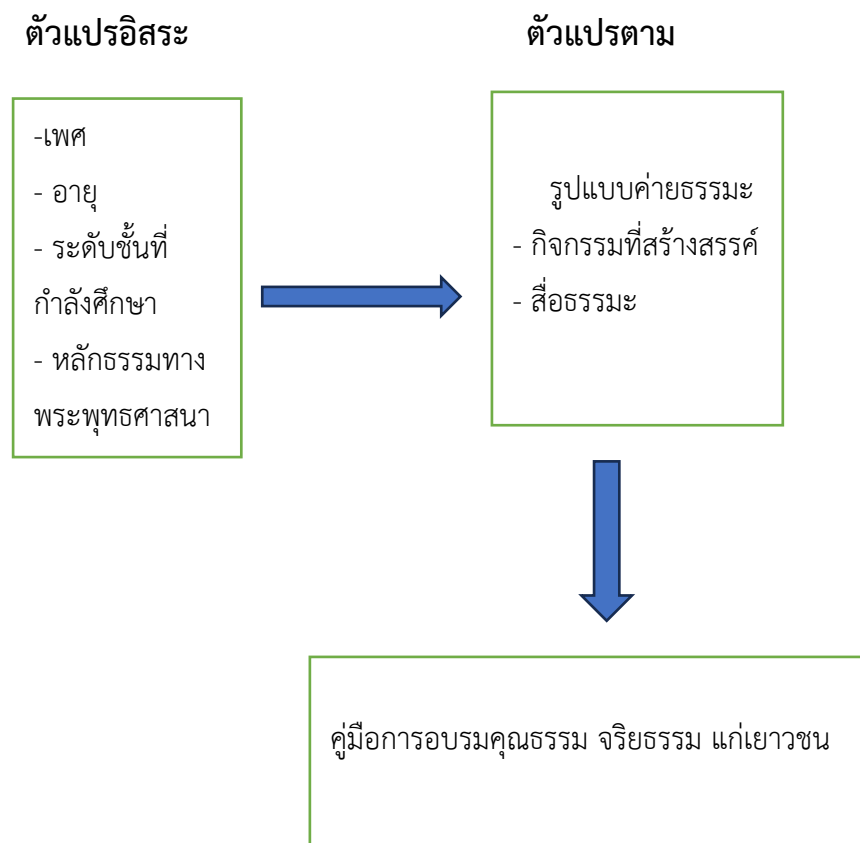 ตัวแปรอิสระ
ตัวแปรตาม
-เพศ
- อายุ
- ระดับชั้นที่
กำลังศึกษา
- หลักธรรมทาง
พระพุทธศาสนา
รูปแบบค่ายธรรมะ
- กิจกรรมที่สร้างสรรค์
- สื่อธรรมะ
คู่มือการอบรมคุณธรรม จริยธรรม แก่เยาวชน